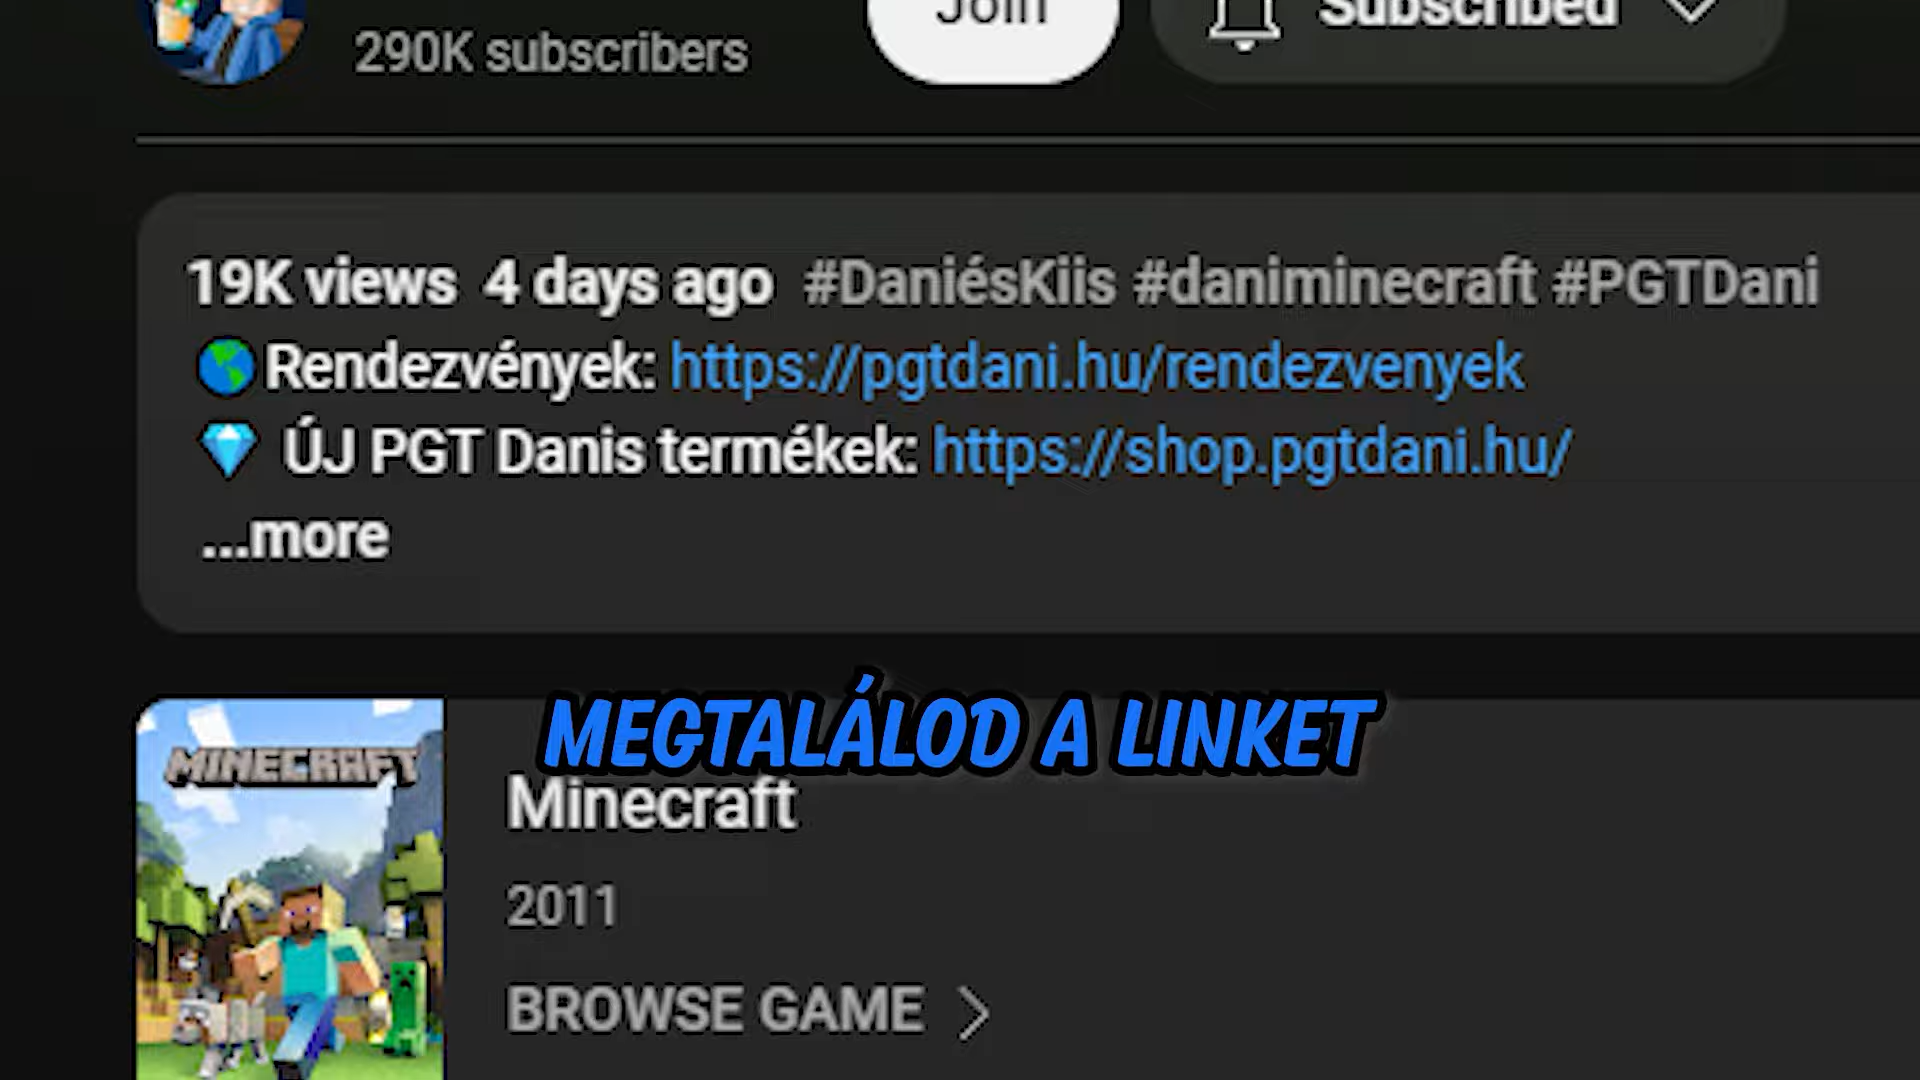 Join
Subscribed
290K subscribers
19K views 4 days ago #DaniésKiis #daniminecraft #PGTDani
Rendezvények: https://pgtdani.hu/rendezvenyek
ÚJ PGT Danis termékek: https://shop.pgtdani.hu/
...more
MEGTALÁLOD A LINKET
MINECRAFT
Minecraft
2011
BROWSE GAME